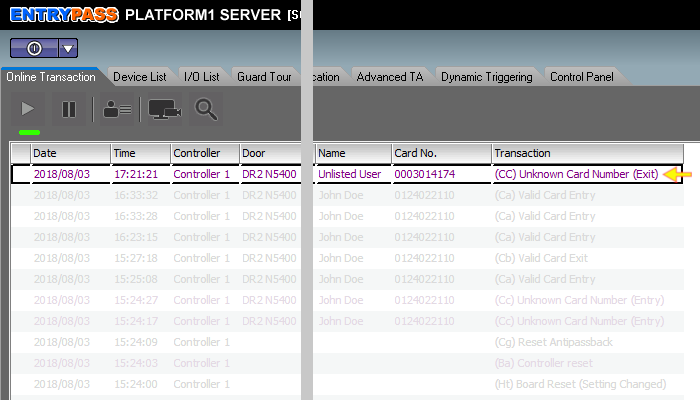 ENTRYPASS PLATFORM1 SERVER [S
Online Transaction Device List I/O List Guard Tour cation Advanced TA Dynamic Triggering Control Panel
Date Time Controller Door Name Card No. Transaction
2018/08/03 17:21:21 Controller 1 DR2 N5400 Unlisted User 0003014174 (CC) Unknown Card Number (Exit)
2018/08/03 16:33:32 Controller 1 DR2 N5400 John Doe 0124022110 (Ca) Valid Card Entry
2018/08/03 16:33:28 Controller 1 DR2 N5400 John Doe 0124022110 (Ca) Valid Card Entry
2018/08/03 16:23:15 Controller 1 DR2 N5400 John Doe 0124022110 (Ca) Valid Card Entry
2018/08/03 15:27:18 Controller 1 DR2 N5400 John Doe 0124022110 (Cb) Valid Card Exit
2018/08/03 15:25:08 Controller 1 DR2 N5400 John Doe 0124022110 (Ca) Valid Card Entry
2018/08/03 15:24:27 Controller 1 DR2 N5400 John Doe 0124022110 (Cc) Unknown Card Number (Entry)
2018/08/03 15:24:17 Controller 1 DR2 N5400 John Doe 0124022110 (Cc) Unknown Card Number (Entry)
2018/08/03 15:24:09 Controller 1 (Cg) Reset Antipassback
2018/08/03 15:24:03 Controller 1 (Ba) Controller reset
2018/08/03 15:24:00 Controller 1 (Ht) Board Reset (Setting Changed)